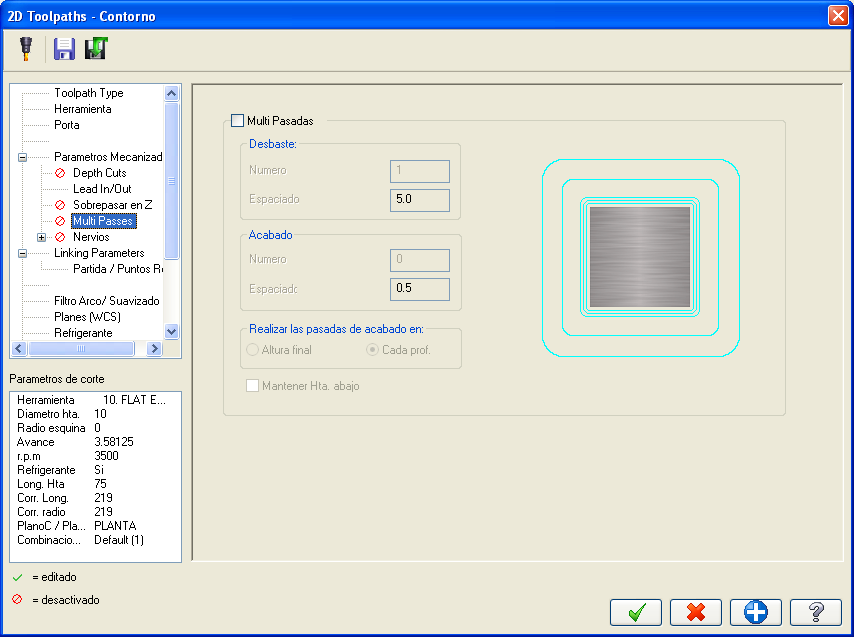 2D Toolpaths - Contorno
Toolpath Type
Herramienta
Porta
Parametros Mecanizad
Depth Cuts
Lead In/Out
Sobrepasar en Z
Multi Passes
Nervios
Linking Parameters
Partida / Puntos Re
Filtro Arco/ Suavizado
Planes (WCS)
Refrigerante
Parametros de corte
Herramienta 10. FLAT E...
Diametro hta. 10
Radio esquina 0
Avance 3.58125
r.p.m 3500
Refrigerante Si
Long. Hta 75
Corr. Long. 219
Corr. radio 219
PlanoC / Pla... PLANTA
Combinacio... Default (1)
= editado
= desactivado
Multi Pasadas
Desbaste:
Numero 1
Espaciado 5.0
Acabado
Numero 0
Espaciadc 0.5
Realizar las pasadas de acabado en:
Altura final Cada prof.
Mantener Hta. abajo